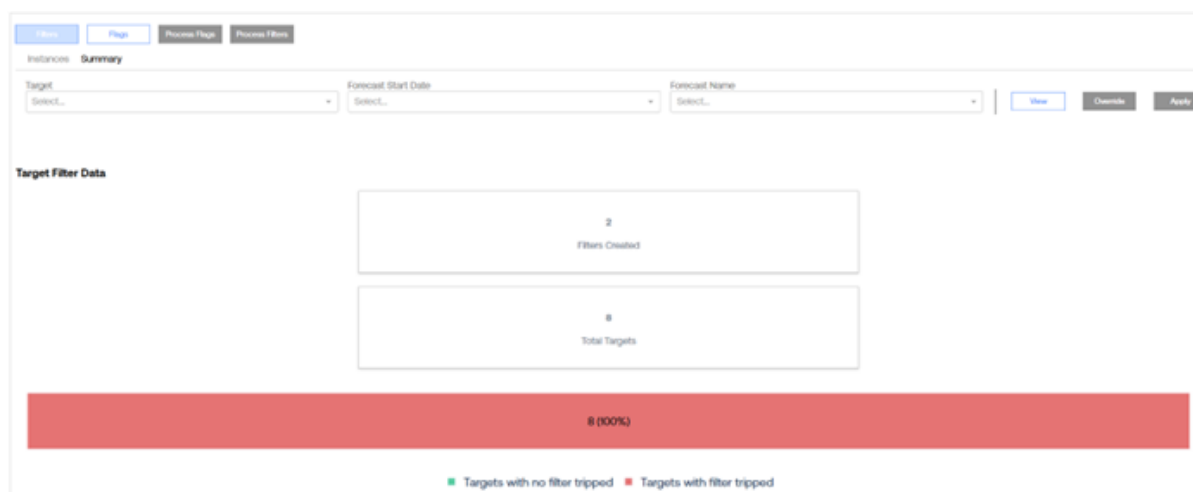 Filters Flags Process Flags Process Filters
Instances Summary
Target Forecast Start Date Forecast Name
Select... Select... Select... View Override Apply
Target Filter Data
2
Filters Created
8
Total Targets
8 (100%)
Targets with no filter tripped Targets with filter tripped